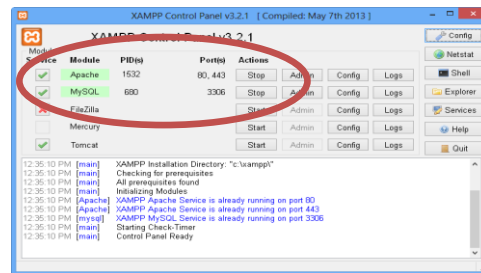 XAMPP Control Panel v3.2.1 [ Compiled: May 7th 2013 ]
XAMPP Control Panel v3.2.1
Config
Modules
Service Module PID(s) Port(s) Actions
Netstat
Apache 1532 80, 443 Stop Admin Config Logs
Shell
MySQL 680 3306 Stop Admin Config Logs
Explorer
FileZilla Start Admin Config Logs
Services
Mercury Start Admin Config Logs
Help
Tomcat Start Admin Config Logs
Quit
12:35:10 PM [main] XAMPP Installation Directory: "c:\xampp\"
12:35:10 PM [main] Checking for prerequisites
12:35:10 PM [main] All prerequisites found
12:35:10 PM [main] Initializing Modules
12:35:10 PM [Apache] XAMPP Apache Service is already running on port 80
12:35:10 PM [Apache] XAMPP Apache Service is already running on port 443
12:35:10 PM [mysql] XAMPP MySQL Service is already running on port 3306
12:35:10 PM [main] Starting Check-Timer
12:35:10 PM [main] Control Panel Ready